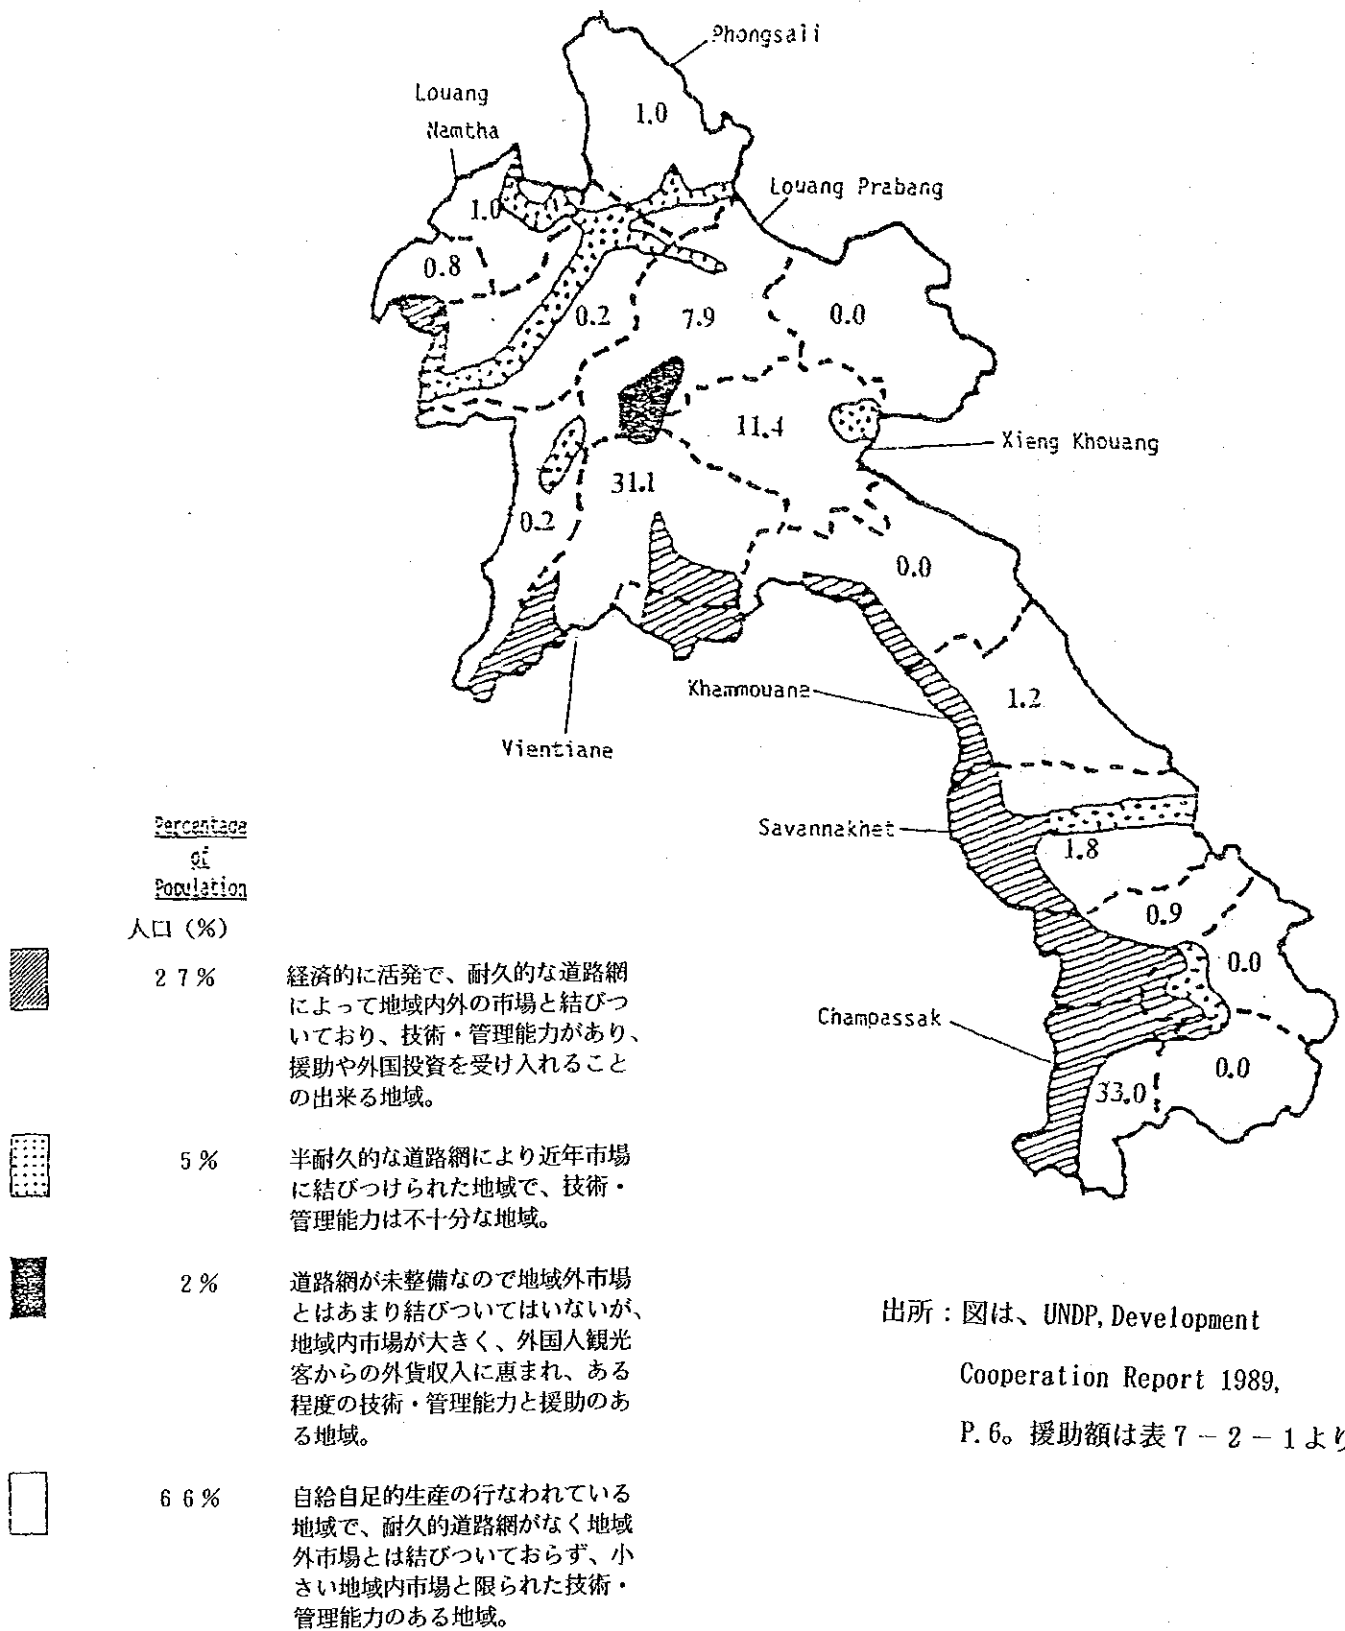 Phongsali
Louang
Namtha
1.0
Louang Prabang
1.0
0.8
0.2
7.9
0.0
11.4
Xieng Khouang
31.1
0.2
0.0
Khammouane
1.2
Vientiane
Savannakhet
1.8
0.9
0.0
Champassak
33.0
0.0
Percentage
of
Population
人口（%）
27%
経済的に活発で、耐久的な道路網
によって地域内外の市場と結びつ
いており、技術・管理能力があり、
援助や外国投資を受け入れること
の出来る地域。
5%
半耐久的な道路網により近年市場
に結びつけられた地域で、技術・
管理能力は不十分な地域。
2%
道路網が未整備なので地域外市場
とはあまり結びついてはいないが、
地域内市場が大きく、外国人観光
客からの外貨収入に恵まれ、ある
程度の技術・管理能力と援助のあ
る地域。
66%
自給自足的生産の行なわれている
地域で、耐久的道路網がなく地域
外市場とは結びついておらず、小
さい地域内市場と限られた技術・
管理能力のある地域。
出所：図は、UNDP,Development
Cooperation Report 1989,
P.6。援助額は表7－2－1より